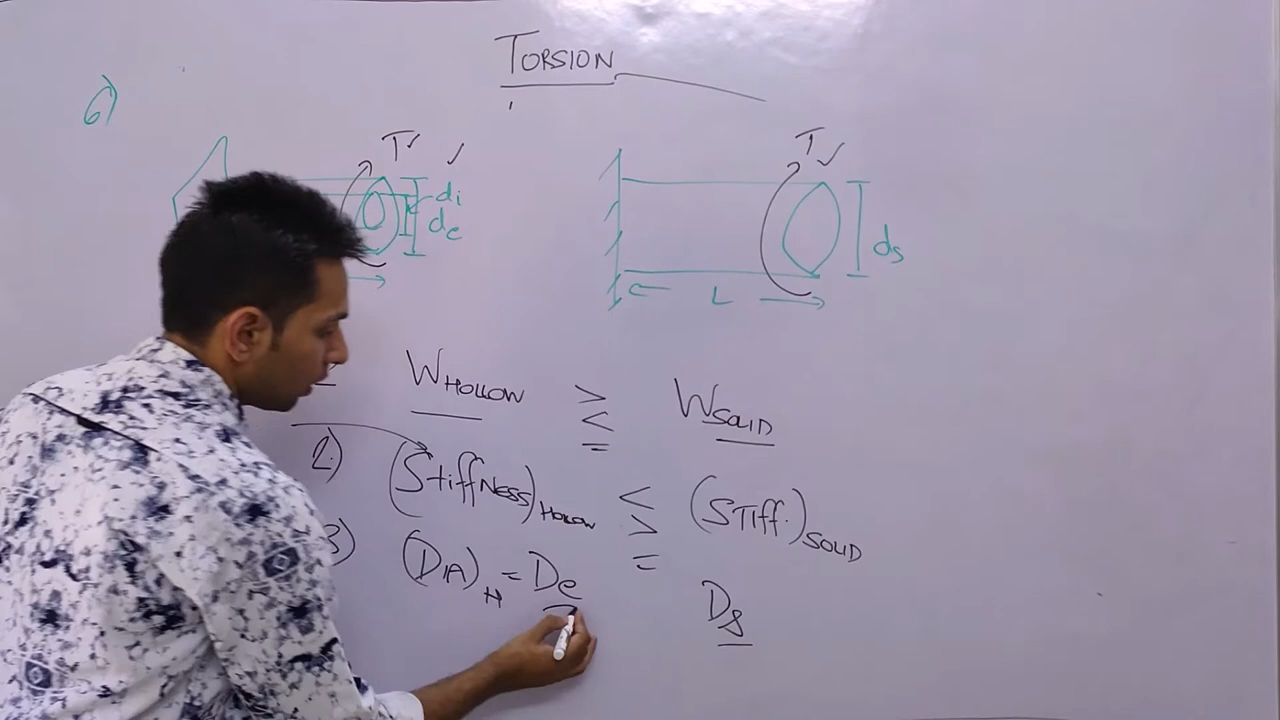 TORSION
6)
T✓ ✓
di
de
T✓
ds
L
WHOLLOW > < = WSOLID
2) (StiffNESS)HOLLOW < > = (STiff.)SOLID
3) (DIA)H = De Ds